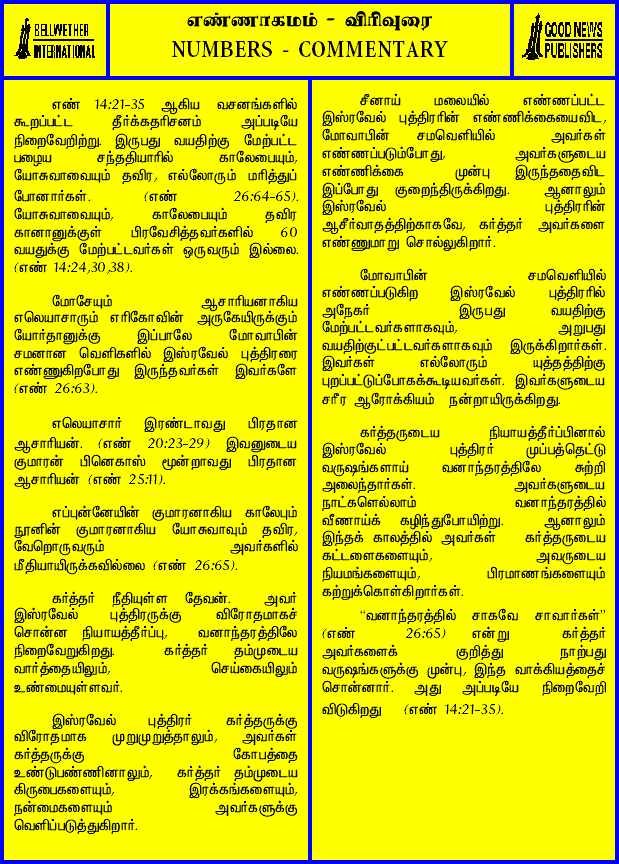 BELLWETHER
INTERNATIONAL
எண்ணாகமம் - விரிவுரை
NUMBERS - COMMENTARY
GOOD NEWS
PUBLISHERS
எண் 14:21-35 ஆகிய வசனங்களில்
கூறப்பட்ட தீர்க்கதரிசனம் அப்படியே
நிறைவேறிற்று. இருபது வயதிற்கு மேற்பட்ட
பழைய சந்ததியாரில் காலேபையும்,
யோசுவாவையும் தவிர, எல்லோரும் மரித்துப்
போனார்கள். (எண் 26:64-65).
யோசுவாவையும், காலேபையும் தவிர
கானானுக்குள் பிரவேசித்தவர்களில் 60
வயதுக்கு மேற்பட்டவர்கள் ஒருவரும் இல்லை.
(எண் 14:24,30,38).
மோசேயும் ஆசாரியனாகிய
எலெயாசாரும் எரிகோவின் அருகேயிருக்கும்
யோர்தானுக்கு இப்பாலே மோவாபின்
சமனான வெளிகளில் இஸ்ரவேல் புத்திரரை
எண்ணுகிறபோது இருந்தவர்கள் இவர்களே
(எண் 26:63).
எலெயாசார் இரண்டாவது பிரதான
ஆசாரியன். (எண் 20:23-29) இவனுடைய
குமாரன் பினெகாஸ் மூன்றாவது பிரதான
ஆசாரியன் (எண் 25:11).
எப்புன்னேயின் குமாரனாகிய காலேபும்
நூனின் குமாரனாகிய யோசுவாவும் தவிர,
வேறொருவரும் அவர்களில்
மீதியாயிருக்கவில்லை (எண் 26:65).
கர்த்தர் நீதியுள்ள தேவன். அவர்
இஸ்ரவேல் புத்திரருக்கு விரோதமாகச்
சொன்ன நியாயத்தீர்ப்பு, வனாந்தரத்திலே
நிறைவேறுகிறது. கர்த்தர் தம்முடைய
வார்த்தையிலும், செய்கையிலும்
உண்மையுள்ளவர்.
இஸ்ரவேல் புத்திரர் கர்த்தருக்கு
விரோதமாக முறுமுறுத்தாலும், அவர்கள்
கர்த்தருக்கு கோபத்தை
உண்டுபண்ணினாலும், கர்த்தர் தம்முடைய
கிருபைகளையும், இரக்கங்களையும்,
நன்மைகளையும் அவர்களுக்கு
வெளிப்படுத்துகிறார்.
சீனாய் மலையில் எண்ணப்பட்ட
இஸ்ரவேல் புத்திரரின் எண்ணிக்கையைவிட,
மோவாபின் சமவெளியில் அவர்கள்
எண்ணப்படும்போது, அவர்களுடைய
எண்ணிக்கை முன்பு இருந்ததைவிட
இப்போது குறைந்திருக்கிறது. ஆனாலும்
இஸ்ரவேல் புத்திரரின்
ஆசீர்வாதத்திற்காகவே, கர்த்தர் அவர்களை
எண்ணுமாறு சொல்லுகிறார்.
மோவாபின் சமவெளியில்
எண்ணப்படுகிற இஸ்ரவேல் புத்திரரில்
அநேகர் இருபது வயதிற்கு
மேற்பட்டவர்களாகவும், அறுபது
வயதிற்குட்பட்டவர்களாகவும் இருக்கிறார்கள்.
இவர்கள் எல்லோரும் யுத்தத்திற்கு
புறப்பட்டுப்போகக்கூடியவர்கள். இவர்களுடைய
சரீர ஆரோக்கியம் நன்றாயிருக்கிறது.
கர்த்தருடைய நியாயத்தீர்ப்பினால்
இஸ்ரவேல் புத்திரர் முப்பத்தெட்டு
வருஷங்களாய் வனாந்தரத்திலே சுற்றி
அலைந்தார்கள். அவர்களுடைய
நாட்களெல்லாம் வனாந்தரத்தில்
வீணாய்க் கழிந்துபோயிற்று. ஆனாலும்
இந்தக் காலத்தில் அவர்கள் கர்த்தருடைய
கட்டளைகளையும், அவருடைய
நியமங்களையும், பிரமாணங்களையும்
கற்றுக்கொள்கிறார்கள்.
“வனாந்தரத்தில் சாகவே சாவார்கள்”
(எண் 26:65) என்று கர்த்தர்
அவர்களைக் குறித்து நாற்பது
வருஷங்களுக்கு முன்பு, இந்த வாக்கியத்தைச்
சொன்னார். அது அப்படியே நிறைவேறி
விடுகிறது (எண் 14:21-35).